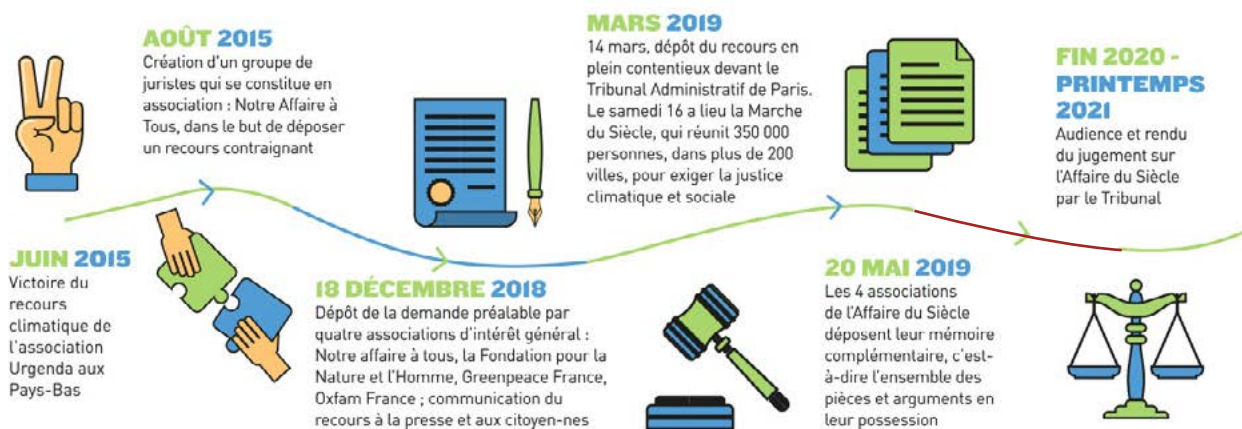 JUIN 2015
Victoire du
recours
climatique de
l'association
Urgenda aux
Pays-Bas
AOÛT 2015
Création d'un groupe de
juristes qui se constitue en
association : Notre Affaire à
Tous, dans le but de déposer
un recours contraignant
18 DÉCEMBRE 2018
Dépôt de la demande préalable par
quatre associations d'intérêt général :
Notre affaire à tous, la Fondation pour la
Nature et l'Homme, Greenpeace France,
Oxfam France ; communication du
recours à la presse et aux citoyen-nes
MARS 2019
14 mars, dépôt du recours en
plein contentieux devant le
Tribunal Administratif de Paris.
Le samedi 16 a lieu la Marche
du Siècle, qui réunit 350 000
personnes, dans plus de 200
villes, pour exiger la justice
climatique et sociale
20 MAI 2019
Les 4 associations
de l'Affaire du Siècle
déposent leur mémoire
complémentaire, c'est-
à-dire l'ensemble des
pièces et arguments en
leur possession
FIN 2020 -
PRINTEMPS
2021
Audience et rendu
du jugement sur
l'Affaire du Siècle
par le Tribunal